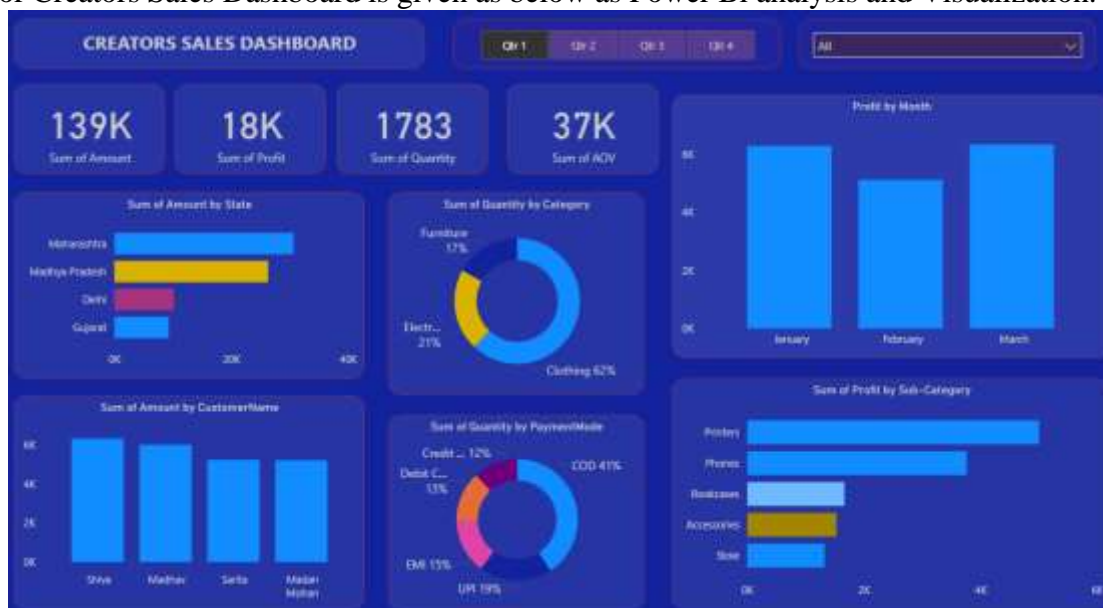 or Creators Sales Dashboard is given as below as Power BI analysis and Visualization.
CREATORS SALES DASHBOARD
Qtr 1 Qtr 2 Qtr 3 Qtr 4
All
139K
Sum of Amount
18K
Sum of Profit
1783
Sum of Quantity
37K
Sum of AOV
Profit by Month
6K
4K
2K
0K
January February March
Sum of Amount by State
Maharashtra
Madhya Pradesh
Delhi
Gujarat
0K 20K 40K
Sum of Quantity by Category
Furniture
17%
Electr...
21%
Clothing 62%
Sum of Amount by CustomerName
6K
4K
2K
0K
Shiva Madhav Sarita Madan
Mohan
Sum of Quantity by PaymentMode
Credit ... 12%
COD 41%
Debit C...
13%
EMI 15%
UPI 19%
Sum of Profit by Sub-Category
Printers
Phones
Bookcases
Accessories
Stole
0K 2K 4K 6K